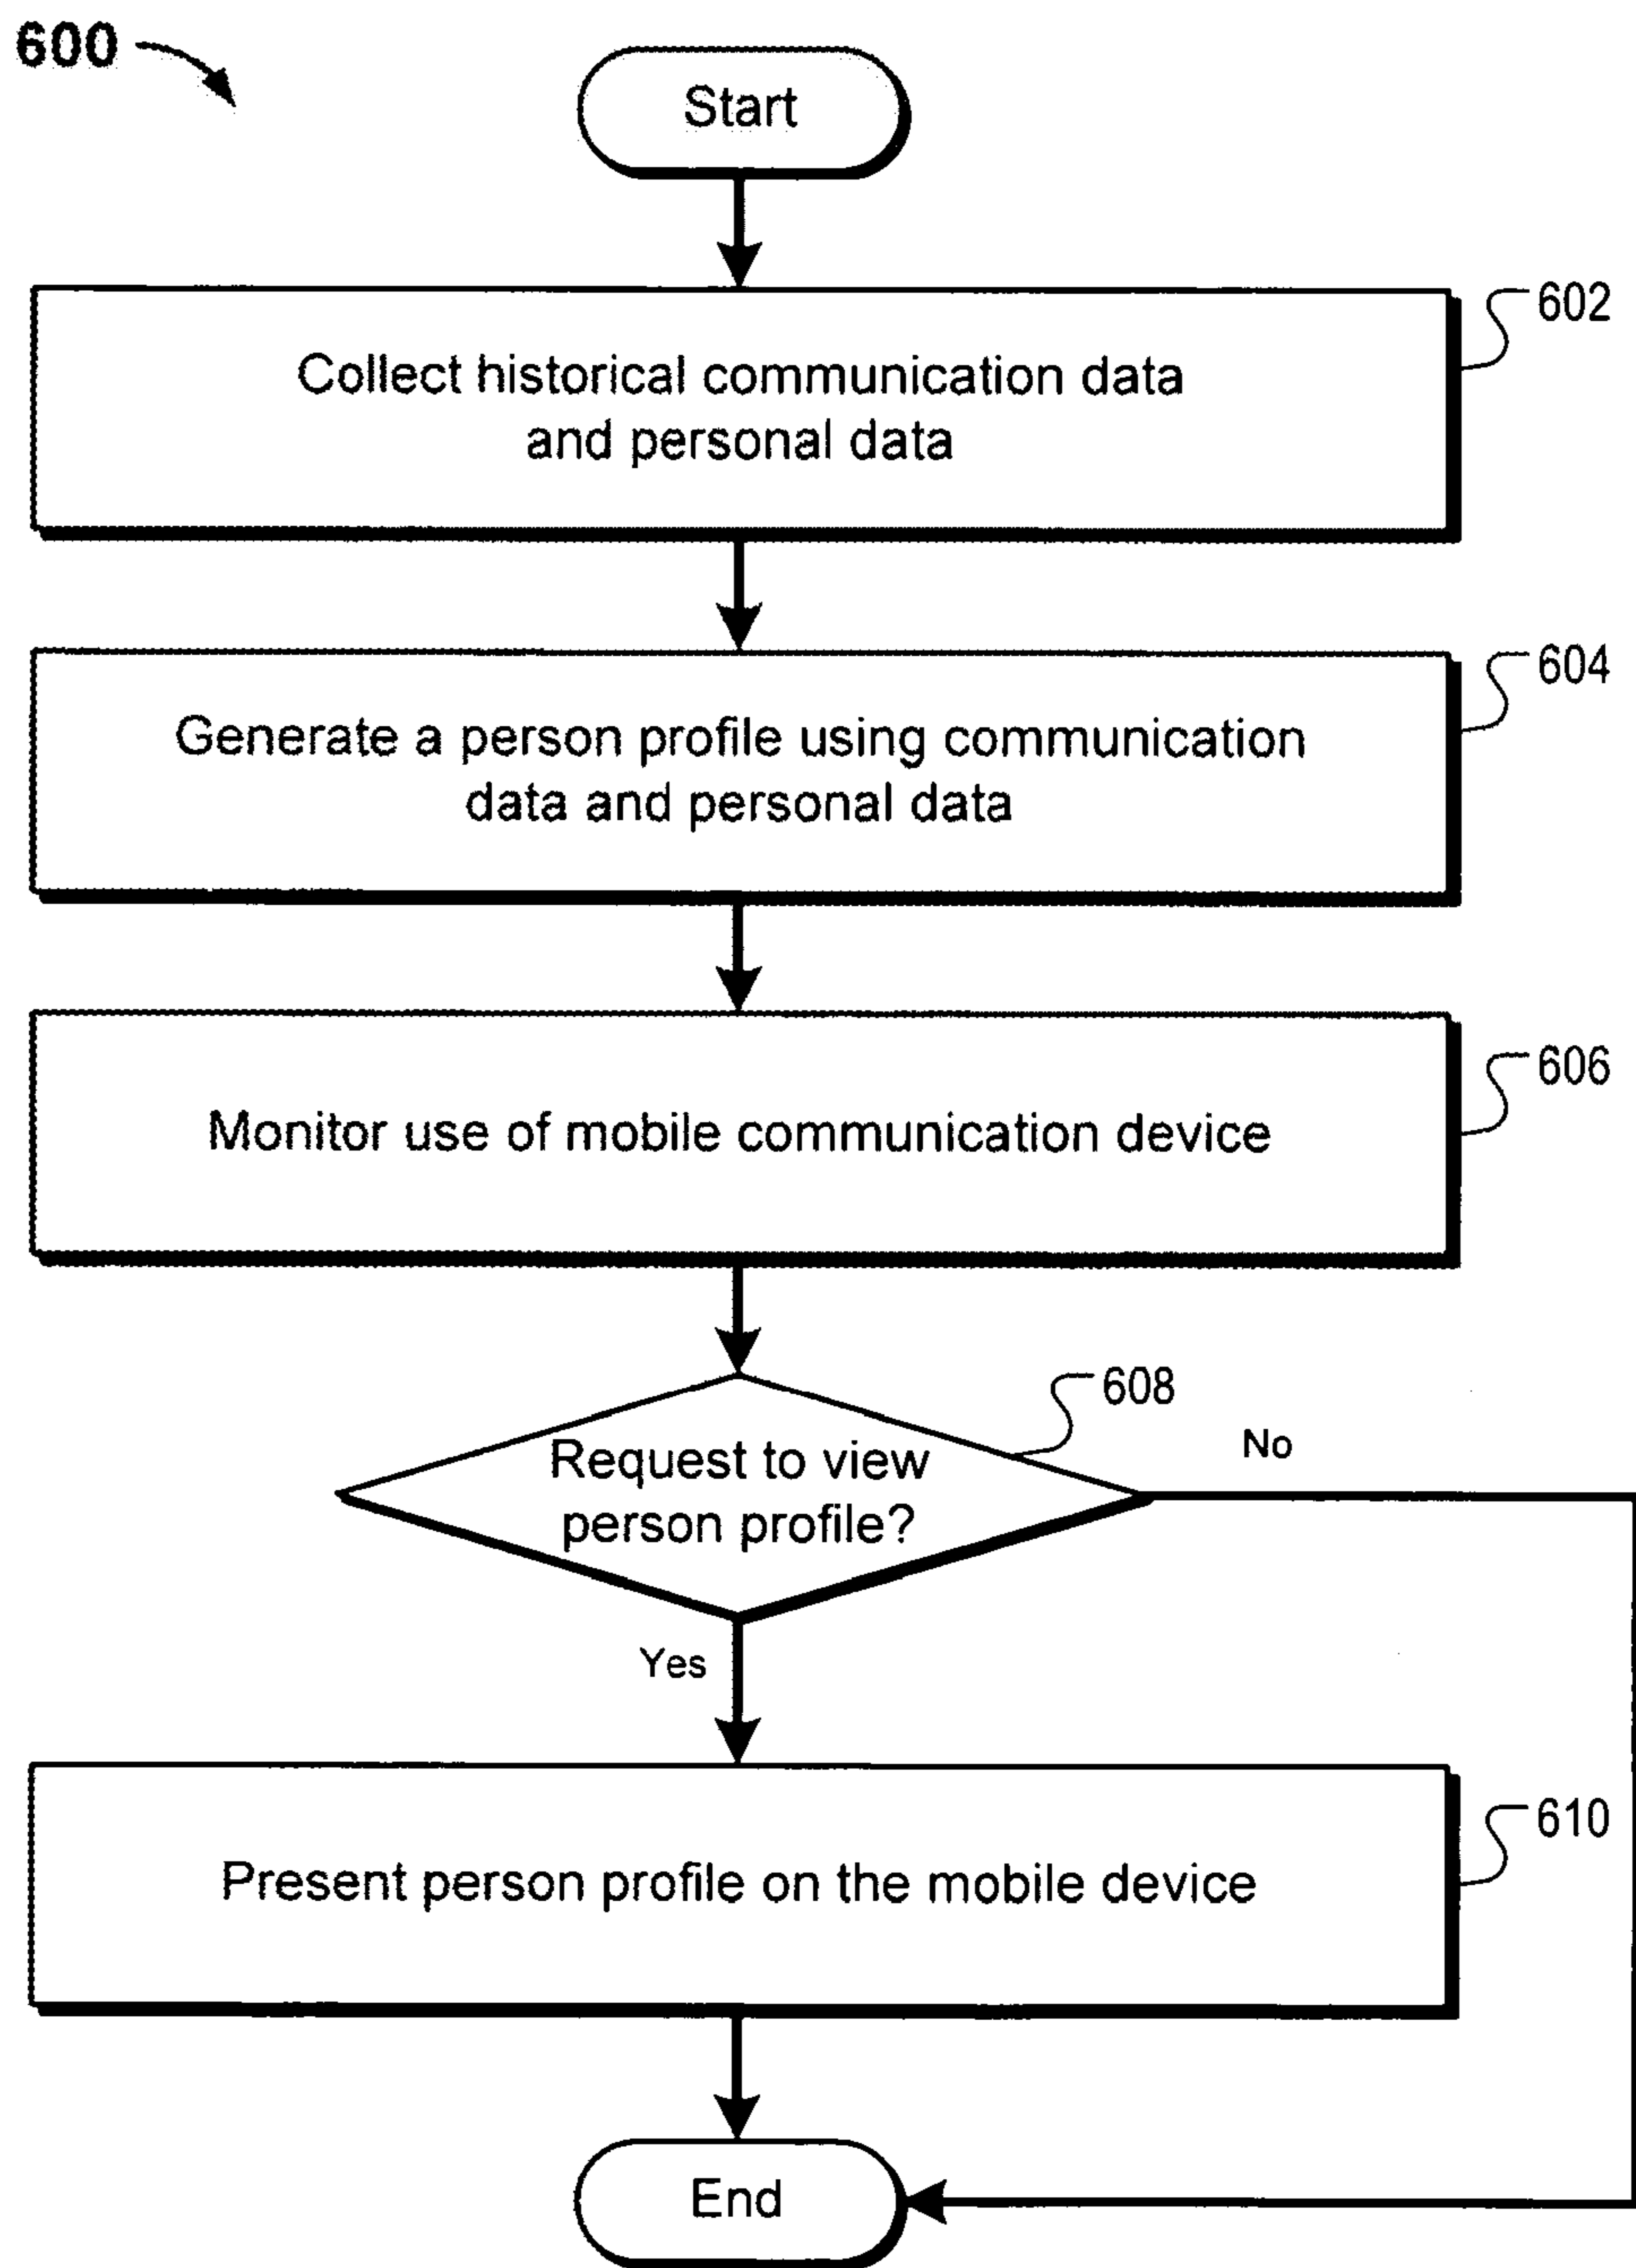 600
Start
602
Collect historical communication data
and personal data
604
Generate a person profile using communication
data and personal data
606
Monitor use of mobile communication device
608
Request to view
person profile?
No
Yes
610
Present person profile on the mobile device
End